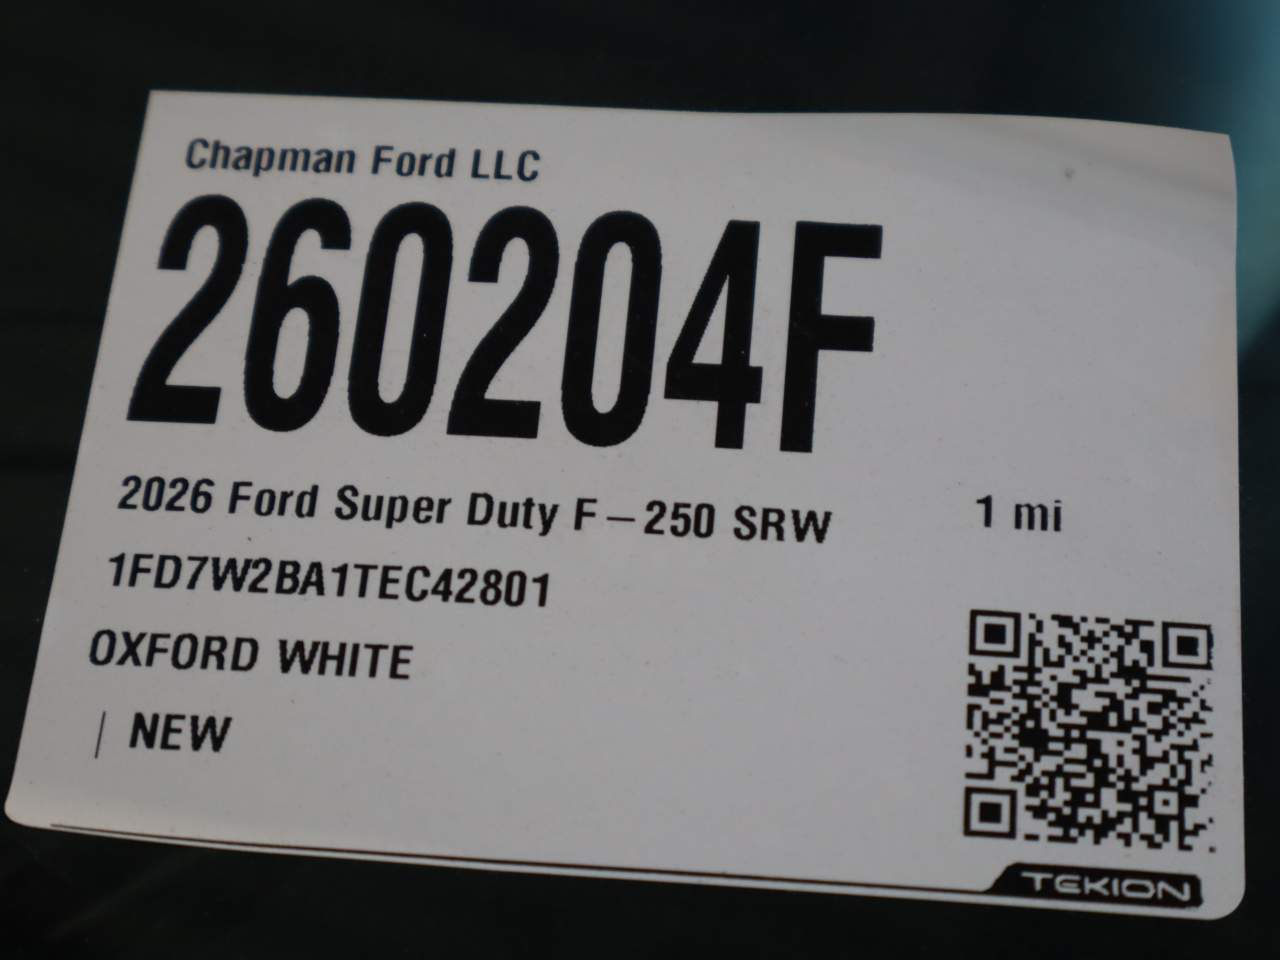 Chapman Ford LLC
260204F
2026 Ford Super Duty F-250 SRW 1 mi
1FD7W2BA1TEC42801
OXFORD WHITE
| NEW
TEKION